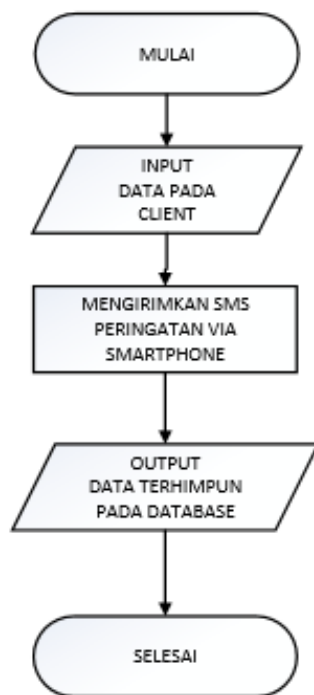 MULAI
INPUT
DATA PADA
CLIENT
MENGIRIMKAN SMS
PERINGATAN VIA
SMARTPHONE
OUTPUT
DATA TERHIMPUN
PADA DATABASE
SELESAI